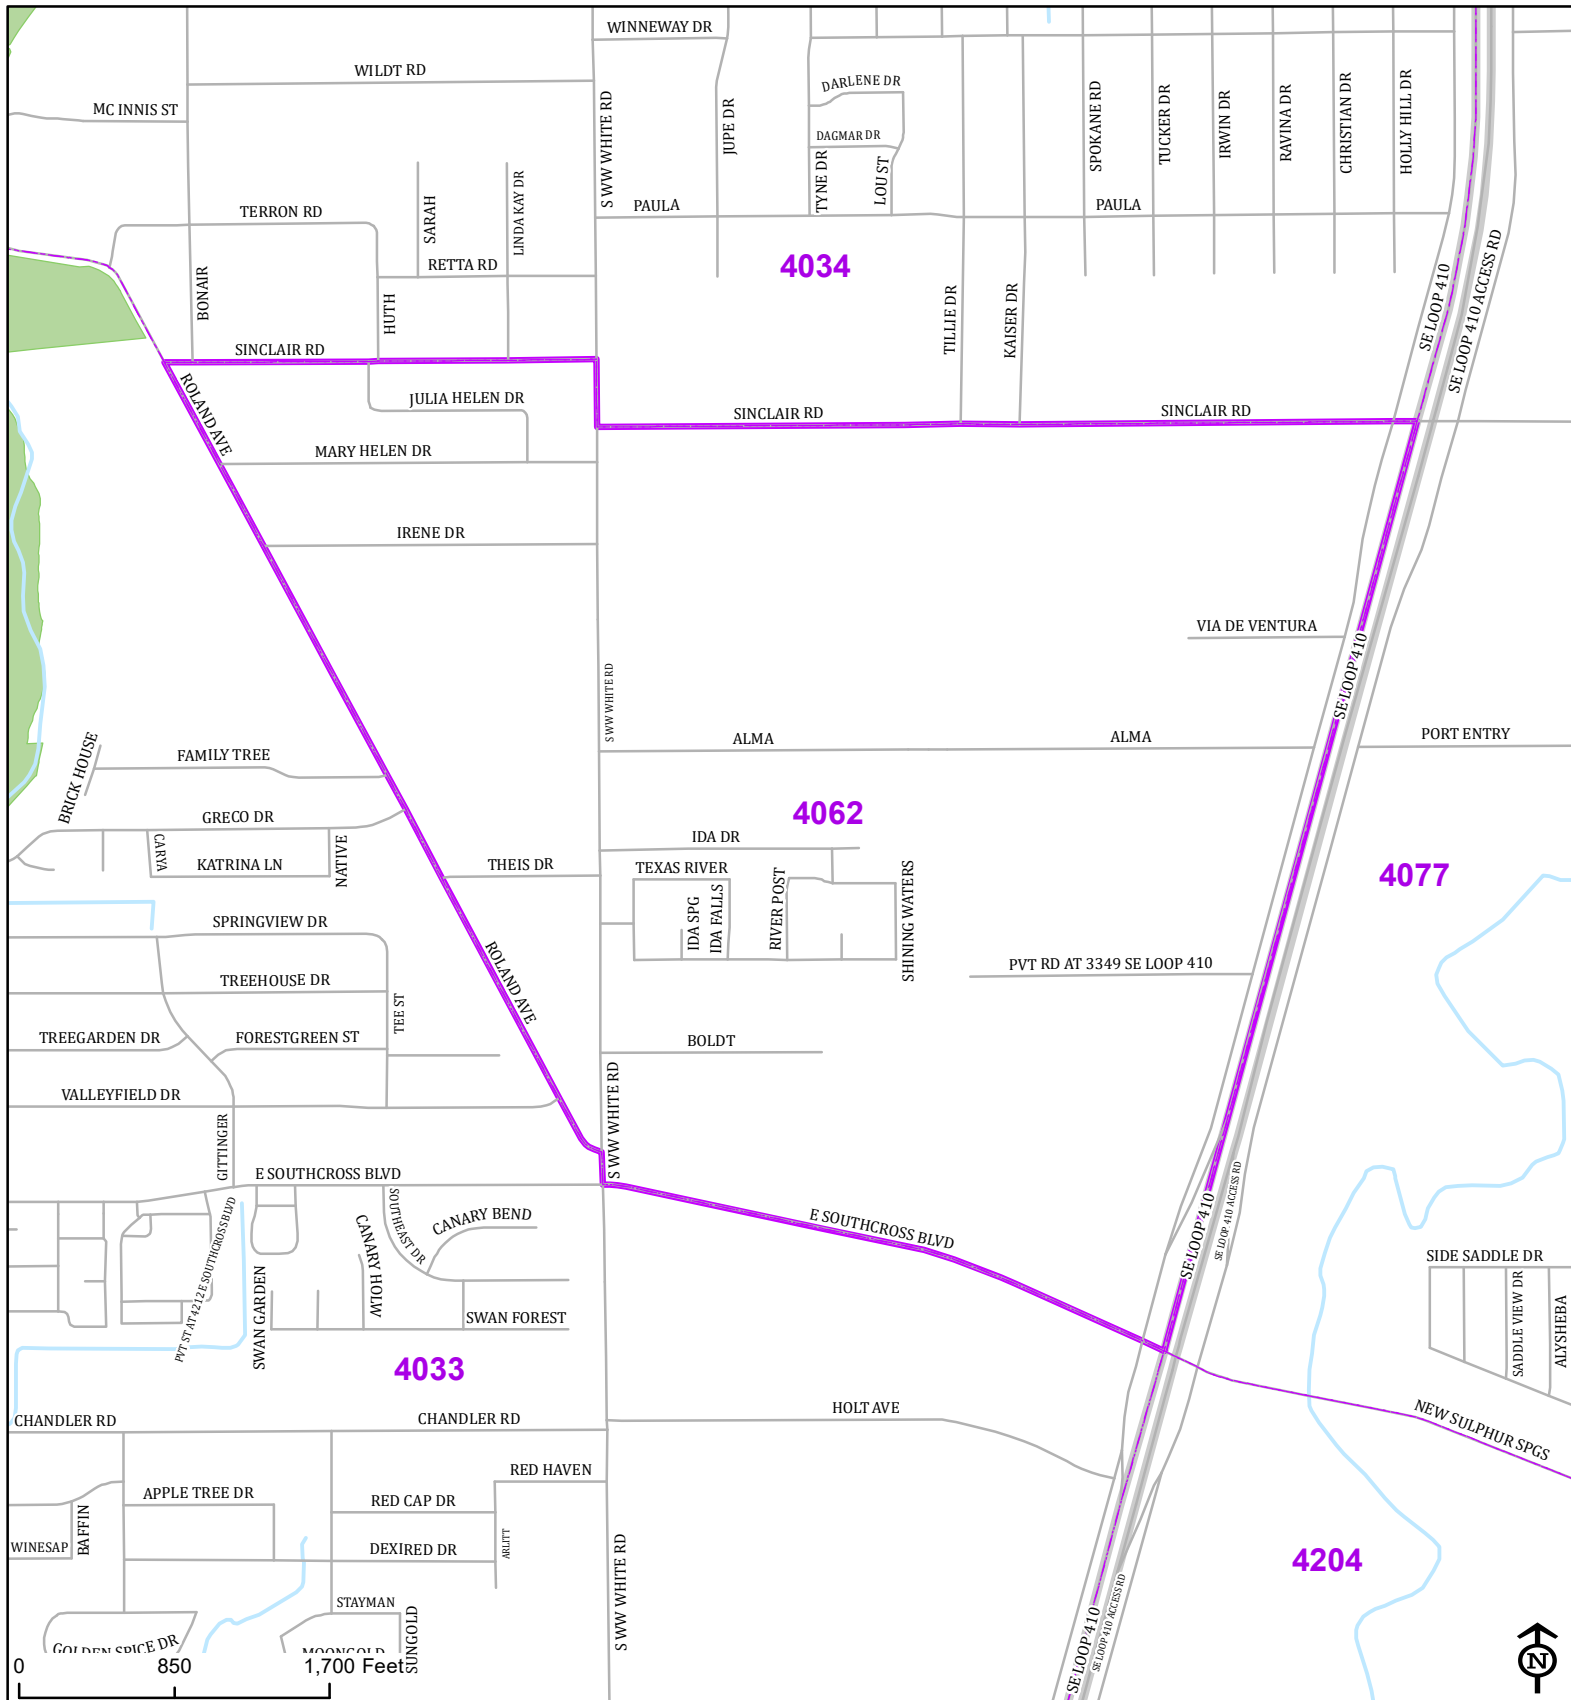 WINNEWAY DR
WILDT RD
MC INNIS ST
S WW WHITE RD
JUPE DR
DARLENE DR
DAGMAR DR
TYNE DR
LOU ST
SPOKANE RD
TUCKER DR
IRWIN DR
RAVINA DR
CHRISTIAN DR
HOLLY HILL DR
SARAH
LINDA KAY DR
TERRON RD
PAULA
PAULA
BONAIR
HUTH
RETTA RD
4034
TILLIE DR
KAISER DR
SE LOOP 410
SE LOOP 410 ACCESS RD
SINCLAIR RD
ROLAND AVE
JULIA HELEN DR
SINCLAIR RD
SINCLAIR RD
MARY HELEN DR
IRENE DR
VIA DE VENTURA
S WW WHITE RD
SE LOOP 410
BRICK HOUSE
FAMILY TREE
ALMA
ALMA
PORT ENTRY
GRECO DR
4062
CARYA
KATRINA LN
NATIVE
THEIS DR
IDA DR
TEXAS RIVER
IDA SPG
IDA FALLS
RIVER POST
SHINING WATERS
4077
SPRINGVIEW DR
ROLAND AVE
TREEHOUSE DR
PVT RD AT 3349 SE LOOP 410
TEE ST
TREEGARDEN DR
FORESTGREEN ST
BOLDT
VALLEYFIELD DR
S WW WHITE RD
GITTINGER
E SOUTHCROSS BLVD
SE LOOP 410
SE LOOP 410 ACCESS RD
PVT ST AT 4212 E SOUTHCROSS BLVD
SOUTHEAST DR
CANARY BEND
CANARY HOLW
E SOUTHCROSS BLVD
SIDE SADDLE DR
SWAN GARDEN
SWAN FOREST
SADDLE VIEW DR
ALYSHEBA
4033
CHANDLER RD
CHANDLER RD
HOLT AVE
NEW SULPHUR SPGS
RED HAVEN
APPLE TREE DR
RED CAP DR
WINESAP
BAFFIN
DEXIRED DR
ARLITT
S WW WHITE RD
4204
STAYMAN
SUNGOLD
GOLDEN SPICE DR
MOONGOLD
SE LOOP 410
SE LOOP 410 ACCESS RD
0 850 1,700 Feet
N